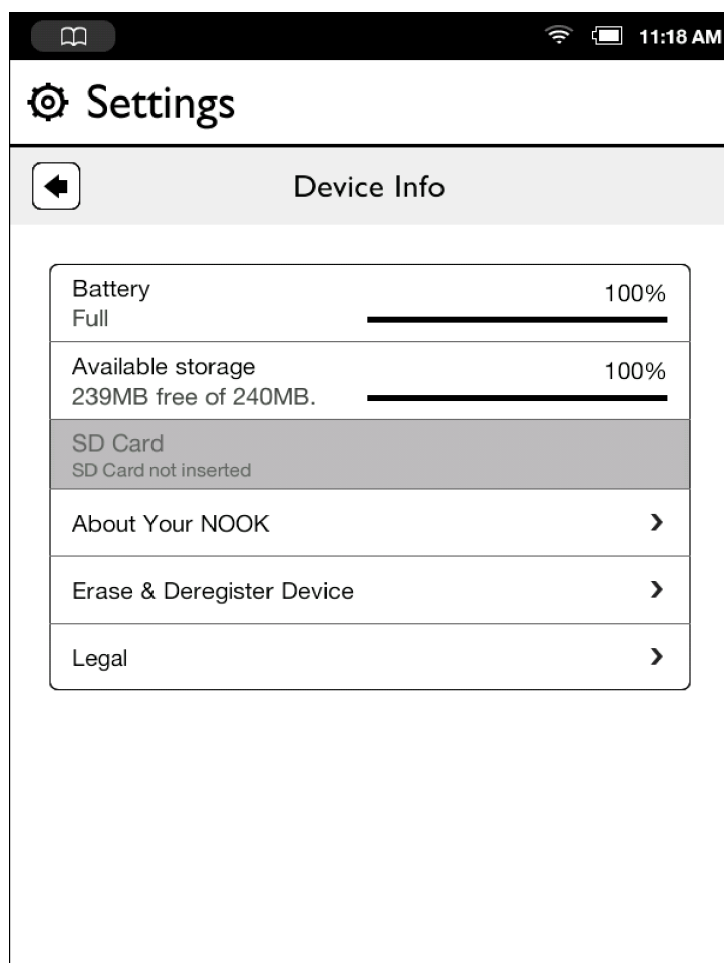 11:18 AM
Settings
Device Info
Battery
100%
Full
Available storage
100%
239MB free of 240MB.
SD Card
SD Card not inserted
About Your NOOK
Erase & Deregister Device
Legal